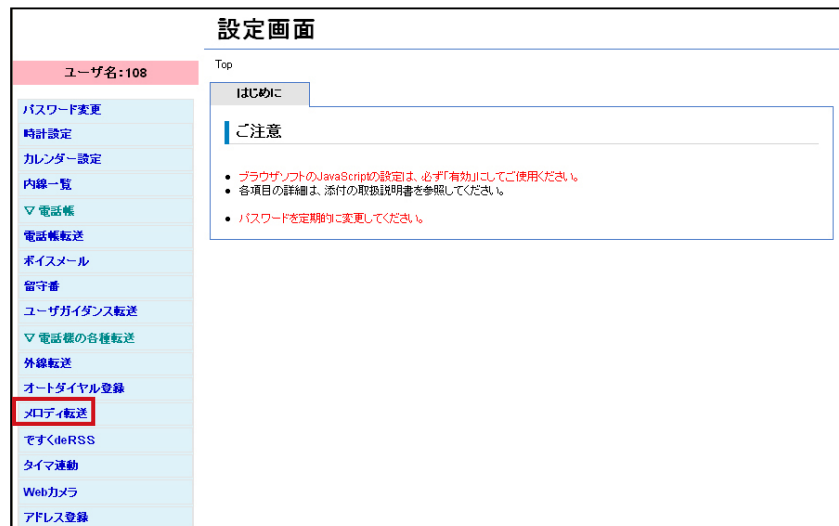 設定画面
ユーザ名:108
Top
はじめに
ご注意
● ブラウザソフトのJavaScriptの設定は、必ず「有効」にしてご使用ください。
● 各項目の詳細は、添付の取扱説明書を参照してください。
● パスワードを定期的に変更してください。
パスワード変更
時計設定
カレンダー設定
内線一覧
▽ 電話帳
電話帳転送
ボイスメール
留守番
ユーザガイダンス転送
▽ 電話機の各種転送
外線転送
オートダイヤル登録
メロディ転送
ですくdeRSS
タイマ連動
Webカメラ
アドレス登録